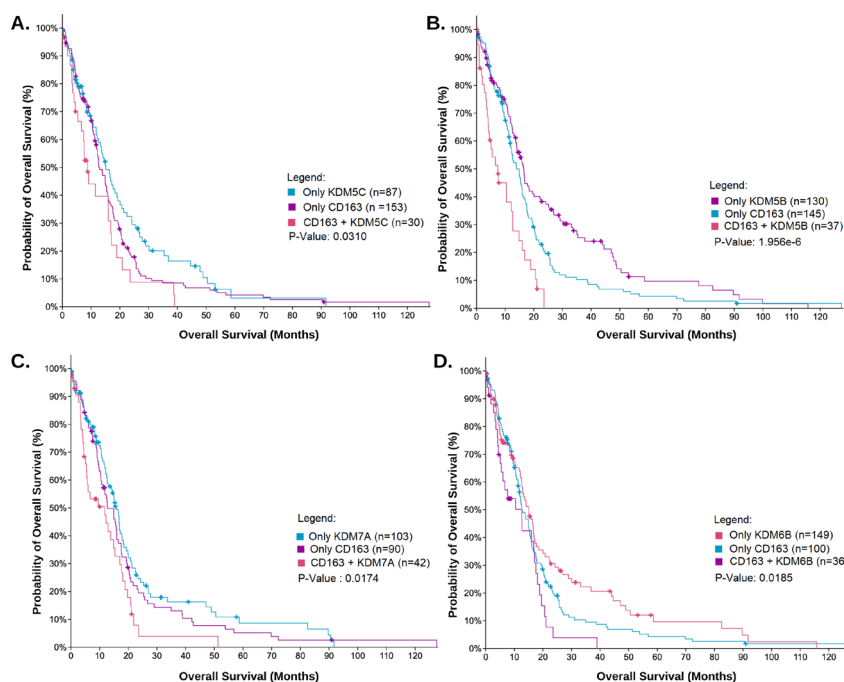 A.
Probability of Overall Survival (%)
100%
90%
80%
70%
60%
50%
40%
30%
20%
10%
0%
Legend:
Only KDM5C (n=87)
Only CD163 (n=153)
CD163 + KDM5C (n=30)
P-Value: 0.0310
0 10 20 30 40 50 60 70 80 90 100 120
Overall Survival (Months)
B.
Probability of Overall Survival (%)
100%
90%
80%
70%
60%
50%
40%
30%
20%
10%
0%
Legend:
Only KDM5B (n=130)
Only CD163 (n=145)
CD163 + KDM5B (n=37)
P-Value: 1.956e-6
0 10 20 30 40 50 60 70 80 90 100 120
Overall Survival (Months)
C.
Probability of Overall Survival (%)
100%
90%
80%
70%
60%
50%
40%
30%
20%
10%
0%
Legend:
Only KDM7A (n=103)
Only CD163 (n=90)
CD163 + KDM7A (n=42)
P-Value : 0.0174
0 10 20 30 40 50 60 70 80 90 100 120
Overall Survival (Months)
D.
Probability of Overall Survival (%)
100%
90%
80%
70%
60%
50%
40%
30%
20%
10%
0%
Legend:
Only KDM6B (n=149)
Only CD163 (n=100)
CD163 + KDM6B (n=36
P-Value: 0.0185
0 10 20 30 40 50 60 70 80 90 100 120
Overall Survival (Months)